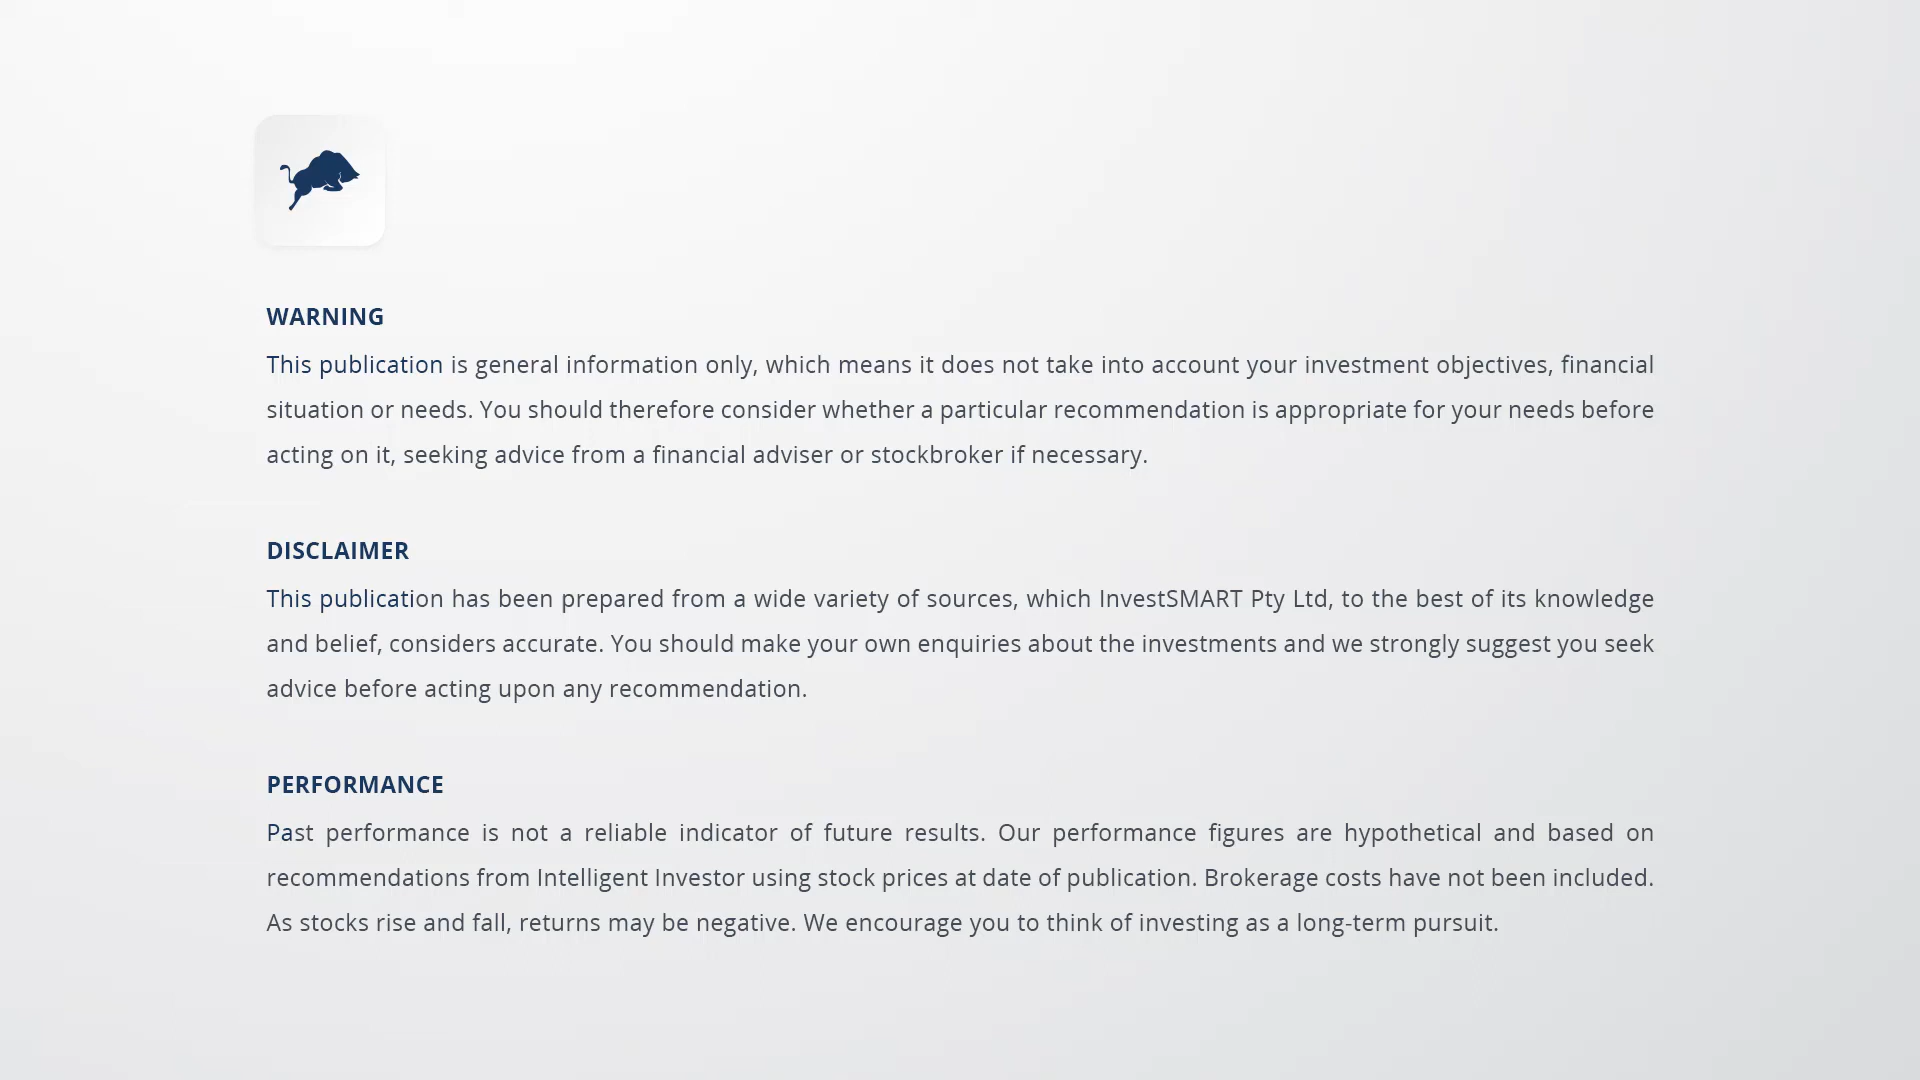 WARNING
This publication is general information only, which means it does not take into account your investment objectives, financial
situation or needs. You should therefore consider whether a particular recommendation is appropriate for your needs before
acting on it, seeking advice from a financial adviser or stockbroker if necessary.
DISCLAIMER
This publication has been prepared from a wide variety of sources, which InvestSMART Pty Ltd, to the best of its knowledge
and belief, considers accurate. You should make your own enquiries about the investments and we strongly suggest you seek
advice before acting upon any recommendation.
PERFORMANCE
Past performance is not a reliable indicator of future results. Our performance figures are hypothetical and based on
recommendations from Intelligent Investor using stock prices at date of publication. Brokerage costs have not been included.
As stocks rise and fall, returns may be negative. We encourage you to think of investing as a long-term pursuit.